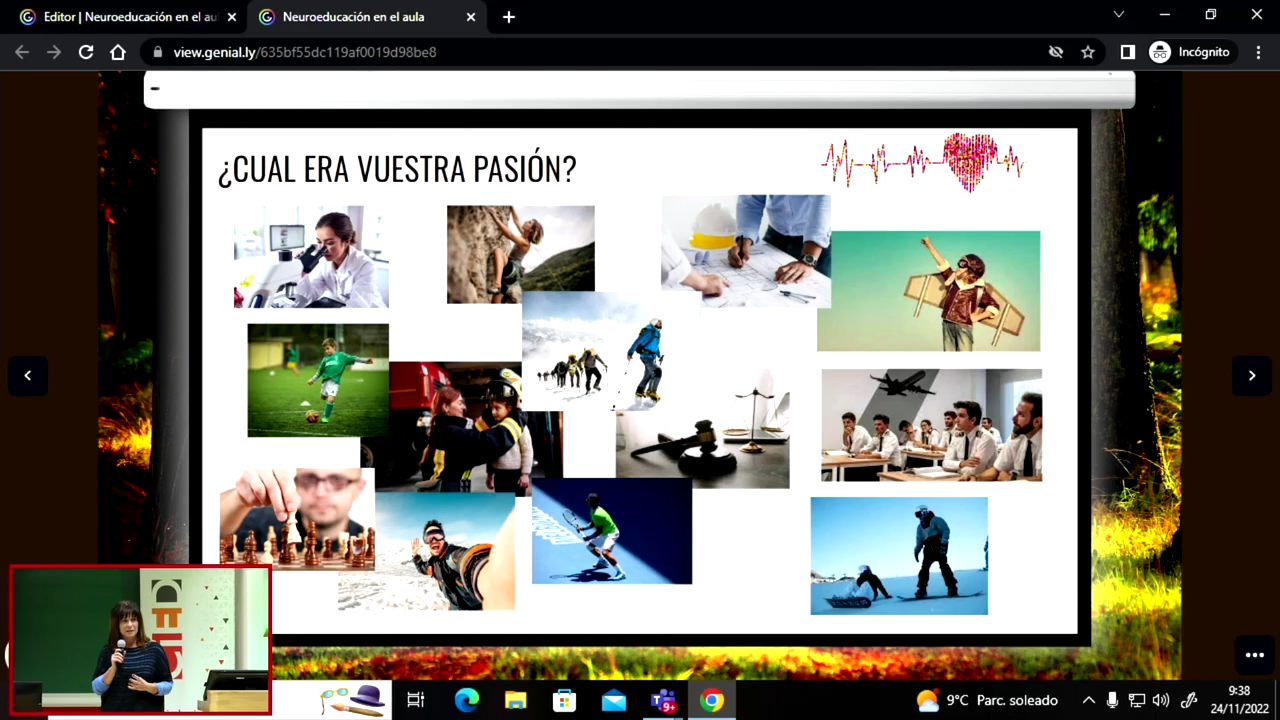 Editor | Neuroeducación en el au
Neuroeducación en el aula
view.genial.ly/635bf55dc119af0019d98be8
Incógnito
¿CUAL ERA VUESTRA PASIÓN?
9+
9°C Parc. soleado
9:38
24/11/2022